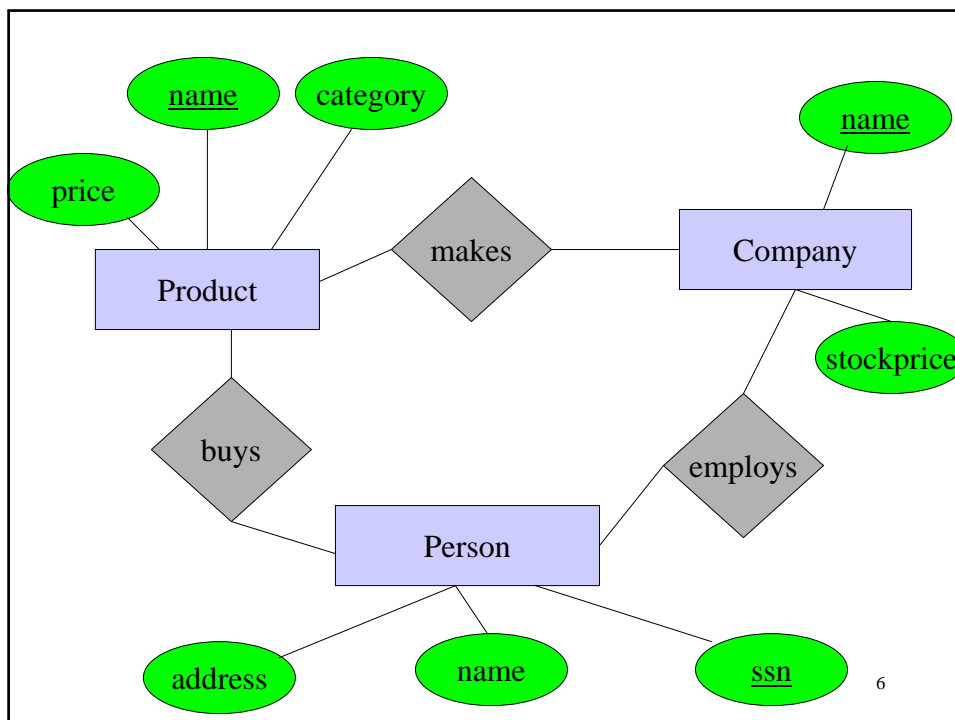 name
category
name
price
makes
Company
Product
stockprice
buys
employs
Person
address
name
ssn
6